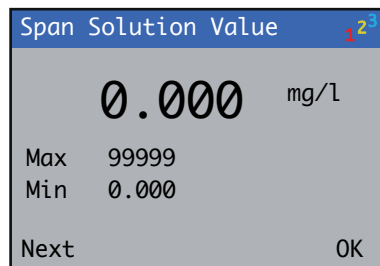 Span Solution Value 123
0.000 mg/l
Max 99999
Min 0.000
Next OK